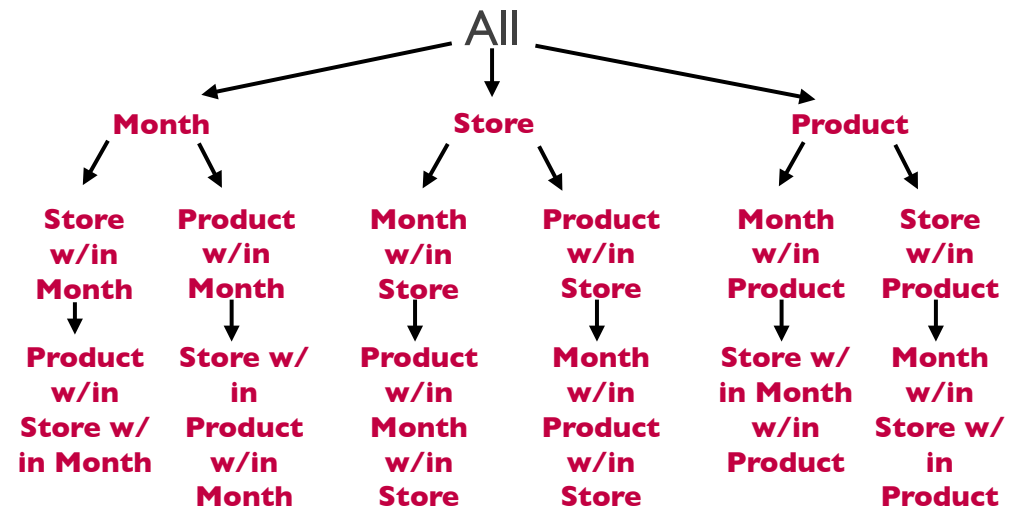 All
Month
Store
Product
Store
w/in
Month
Product
w/in
Month
Month
w/in
Store
Product
w/in
Store
Month
w/in
Product
Store
w/in
Product
Product
w/in
Store w/
in Month
Store w/
in
Product
w/in
Month
Product
w/in
Month
w/in
Store
Month
w/in
Product
w/in
Store
Store w/
in Month
w/in
Product
Month
w/in
Store w/
in
Product